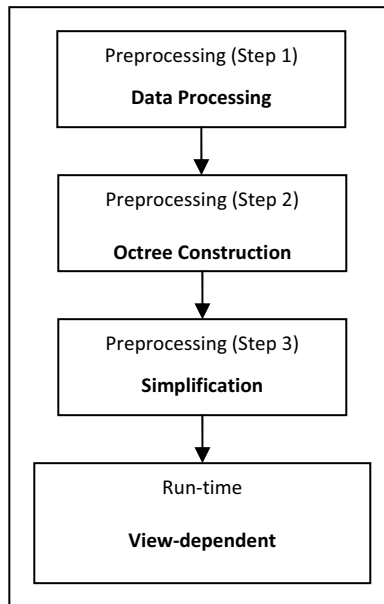 Preprocessing (Step 1)
Data Processing
Preprocessing (Step 2)
Octree Construction
Preprocessing (Step 3)
Simplification
Run-time
View-dependent